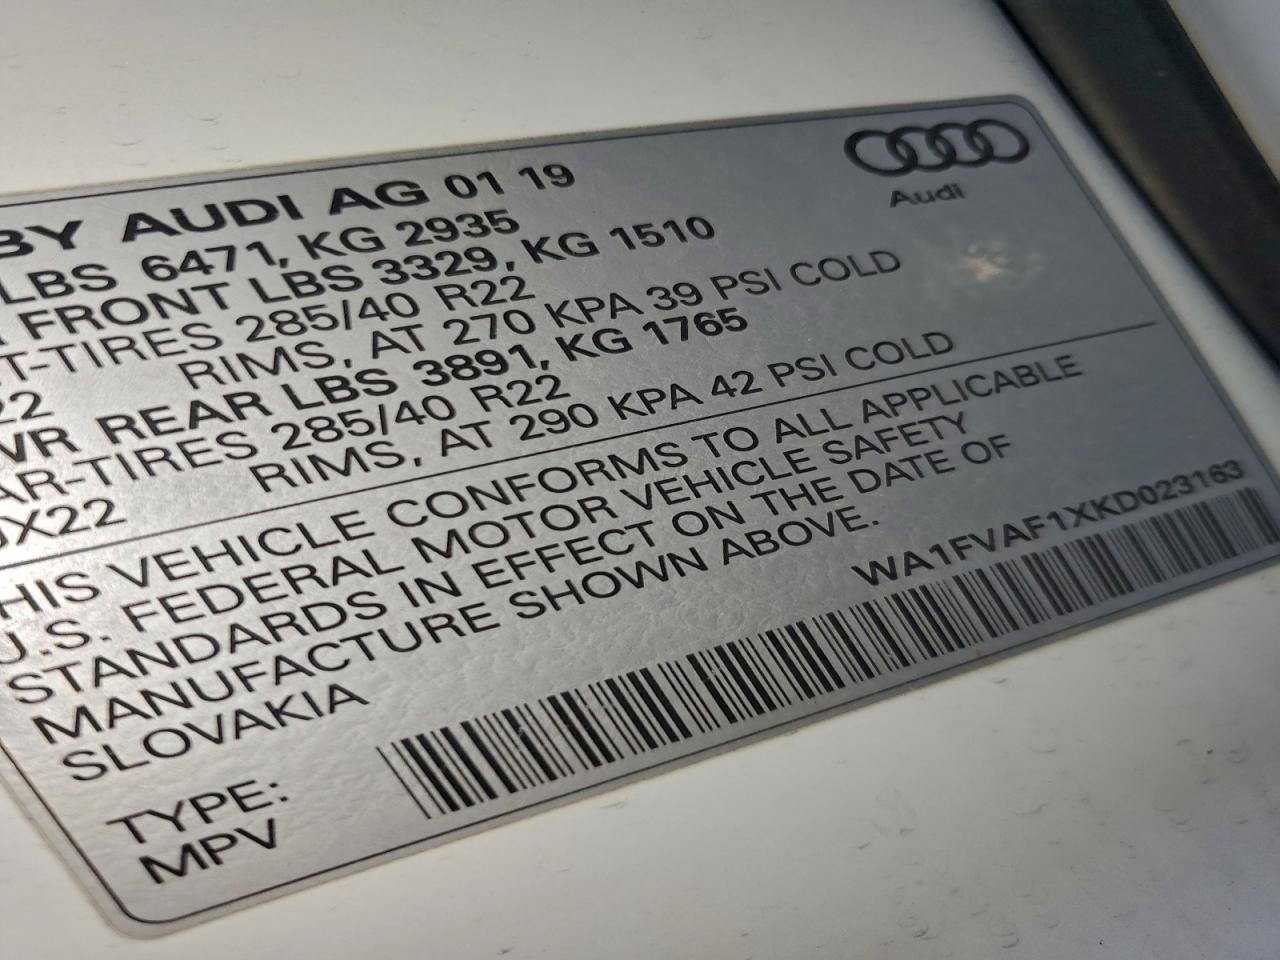 BY AUDI AG 01 19
LBS 6471, KG 2935
FRONT LBS 3329, KG 1510
T-TIRES 285/40 R22
22 RIMS, AT 270 KPA 39 PSI COLD
WR REAR LBS 3891, KG 1765
AR-TIRES 285/40 R22
X22 RIMS, AT 290 KPA 42 PSI COLD
HIS VEHICLE CONFORMS TO ALL APPLICABLE
U.S. FEDERAL MOTOR VEHICLE SAFETY
STANDARDS IN EFFECT ON THE DATE OF
MANUFACTURE SHOWN ABOVE.
SLOVAKIA
WA1FVAF1XKD023163
TYPE:
MPV
Audi